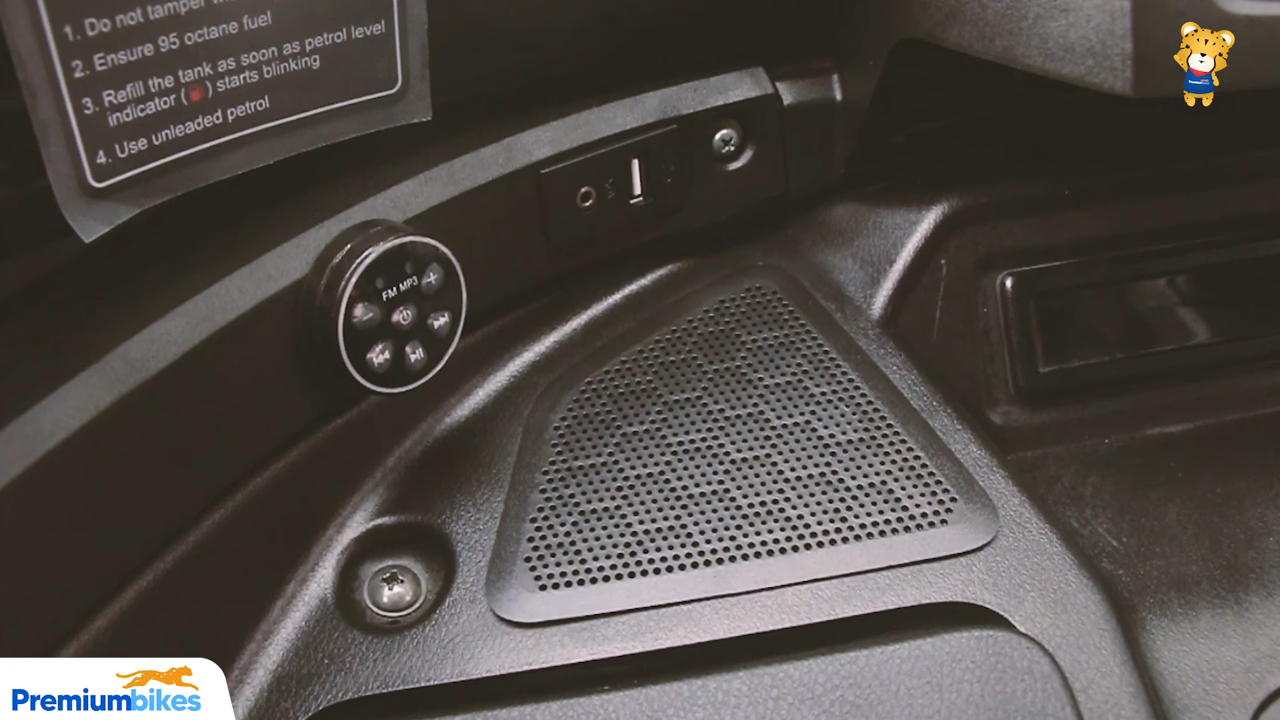 1. Do not tamper
2. Ensure 95 octane fuel
3. Refill the tank as soon as petrol level
indicator ( ) starts blinking
4. Use unleaded petrol
FM MP3
Premiumbikes